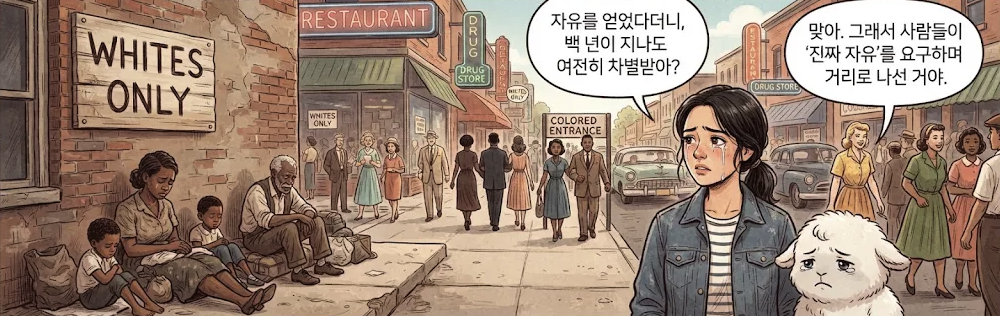 WHITES
ONLY
RESTAURANT
DRUG
DRUG
STORE
WHITES
ONLY
COLORED
ENTRANCE
자유를 얻었다더니,
백 년이 지나도
여전히 차별받아?
DRUG STORE
맞아. 그래서 사람들이
‘진짜 자유’를 요구하며
거리로 나선 거야.